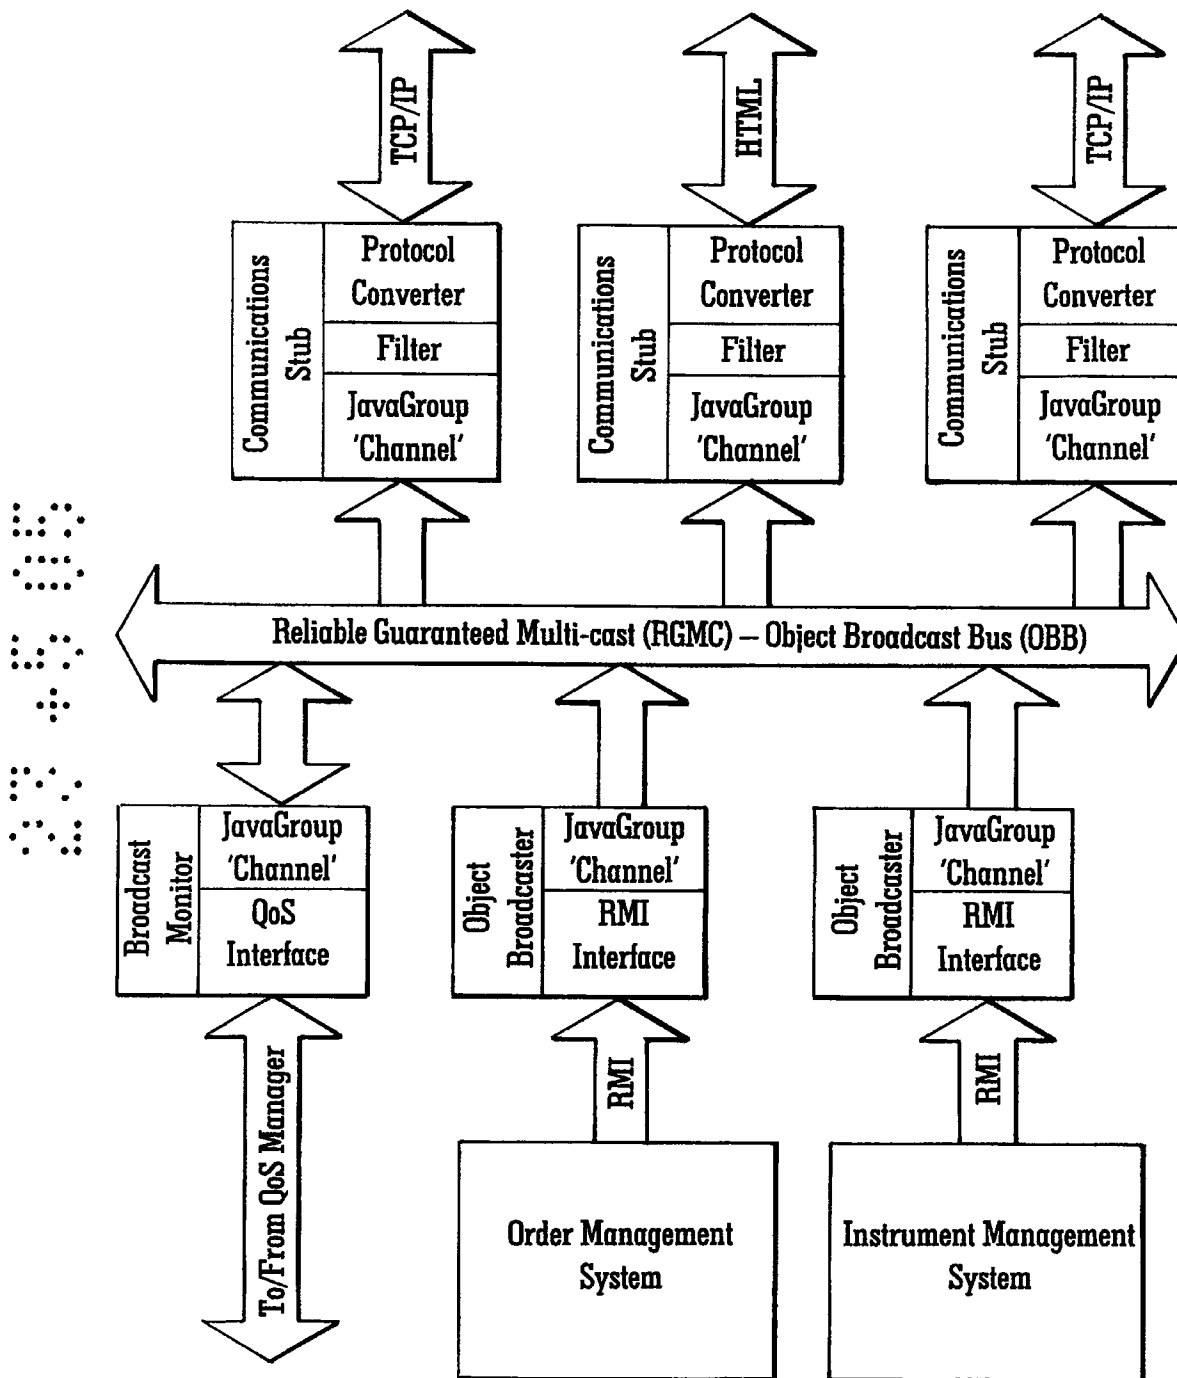 TCP/IP
HTML
TCP/IP
Communications
Stub
Protocol
Converter
Filter
JavaGroup
'Channel'
Communications
Stub
Protocol
Converter
Filter
JavaGroup
'Channel'
Communications
Stub
Protocol
Converter
Filter
JavaGroup
'Channel'
Reliable Guaranteed Multi-cast (RGMC) – Object Broadcast Bus (OBB)
Broadcast
Monitor
JavaGroup
'Channel'
QoS
Interface
Object
Broadcaster
JavaGroup
'Channel'
RMI
Interface
Object
Broadcaster
JavaGroup
'Channel'
RMI
Interface
To/From QoS Manager
RMI
RMI
Order Management
System
Instrument Management
System
23·5·05